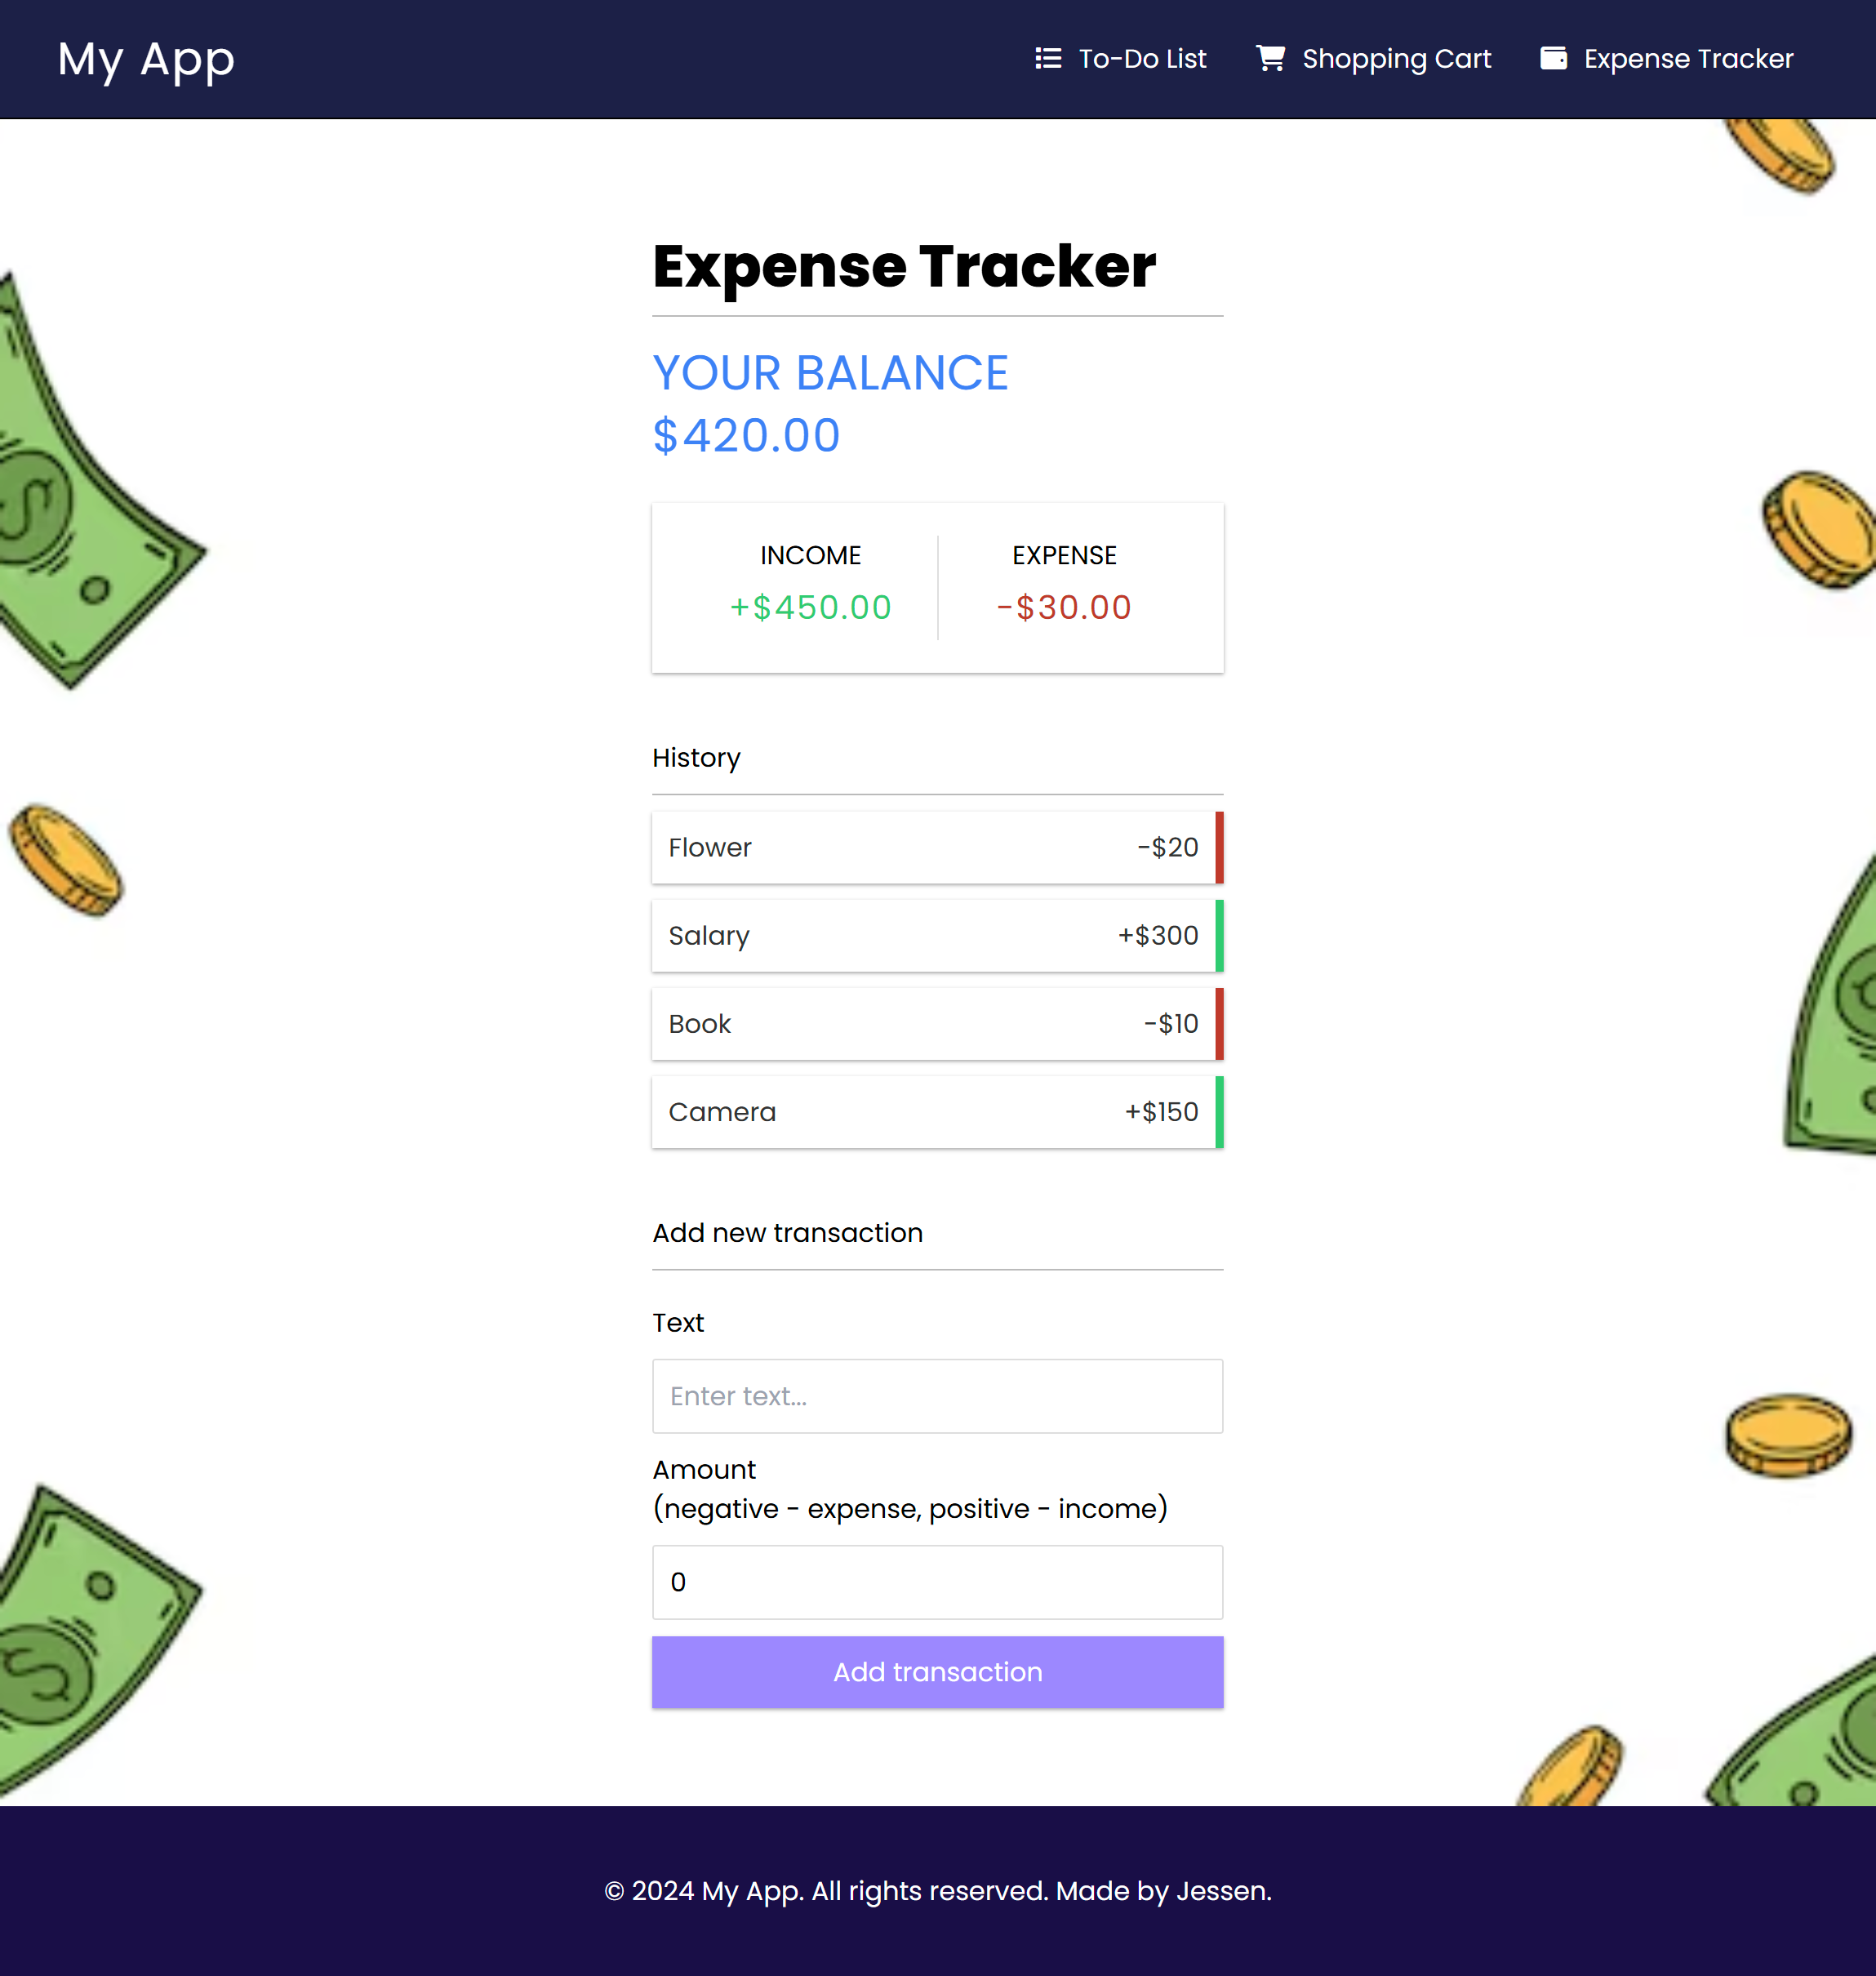 My App
To-Do List
Shopping Cart
Expense Tracker
Expense Tracker
YOUR BALANCE
$420.00
INCOME
EXPENSE
+$450.00
-$30.00
History
Flower -$20
Salary +$300
Book -$10
Camera +$150
Add new transaction
Text
Enter text...
Amount
(negative - expense, positive - income)
0
Add transaction
© 2024 My App. All rights reserved. Made by Jessen.